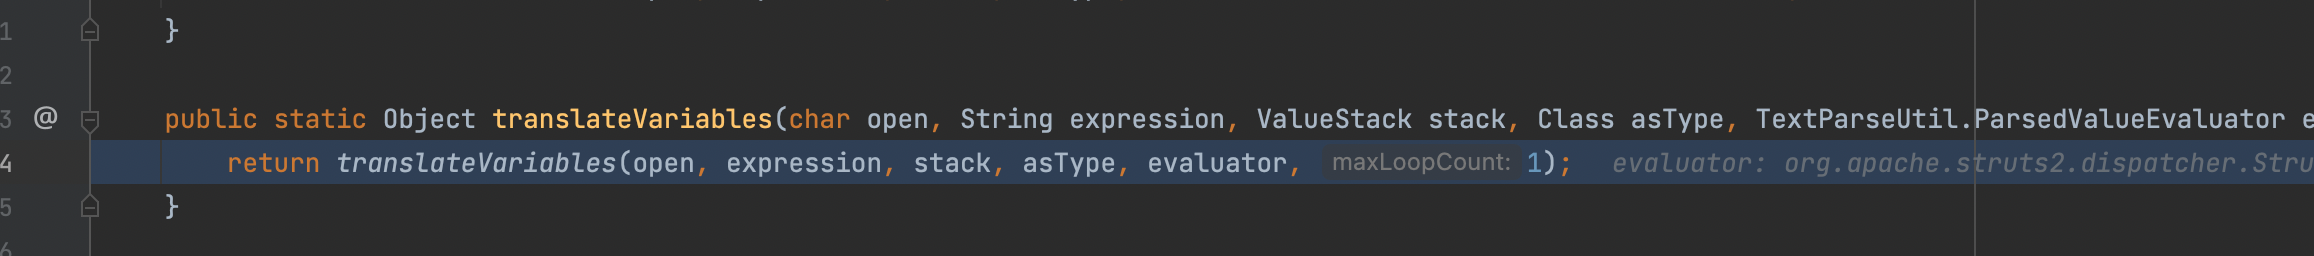 1 }
2
3 @ public static Object translateVariables(char open, String expression, ValueStack stack, Class asType, TextParseUtil.ParsedValueEvaluator e
4 return translateVariables(open, expression, stack, asType, evaluator, maxLoopCount: 1); evaluator: org.apache.struts2.dispatcher.Stru
5 }
6